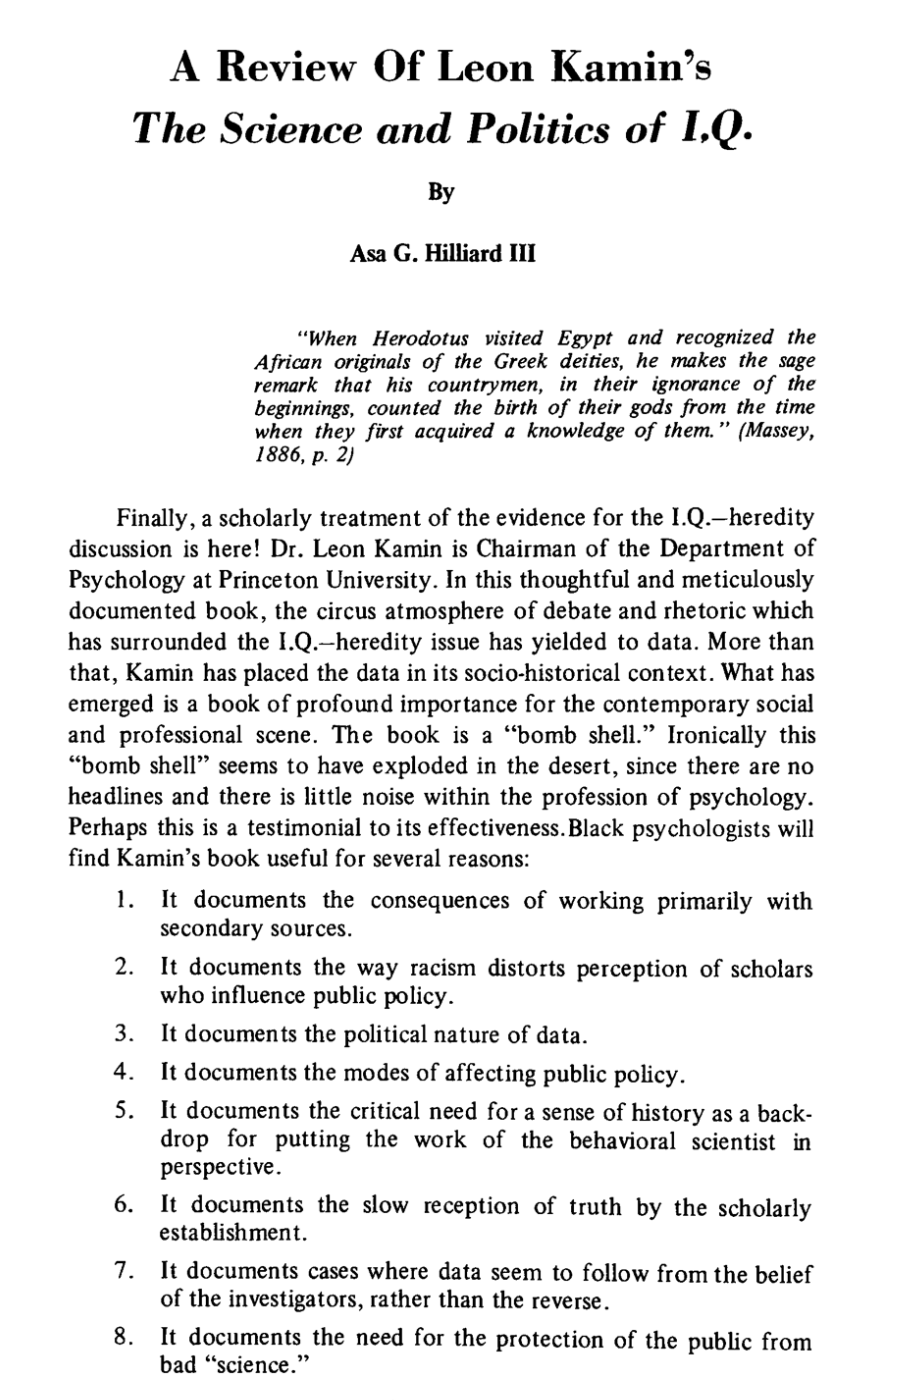 A Review Of Leon Kamin's
The Science and Politics of I.Q.
By
Asa G. Hilliard III
"When Herodotus visited Egypt and recognized the
African originals of the Greek deities, he makes the sage
remark that his countrymen, in their ignorance of the
beginnings, counted the birth of their gods from the time
when they first acquired a knowledge of them." (Massey,
1886, p. 2)
Finally, a scholarly treatment of the evidence for the I.Q.—heredity
discussion is here! Dr. Leon Kamin is Chairman of the Department of
Psychology at Princeton University. In this thoughtful and meticulously
documented book, the circus atmosphere of debate and rhetoric which
has surrounded the I.Q.—heredity issue has yielded to data. More than
that, Kamin has placed the data in its socio-historical context. What has
emerged is a book of profound importance for the contemporary social
and professional scene. The book is a "bomb shell." Ironically this
"bomb shell" seems to have exploded in the desert, since there are no
headlines and there is little noise within the profession of psychology.
Perhaps this is a testimonial to its effectiveness.Black psychologists will
find Kamin's book useful for several reasons:
1. It documents the consequences of working primarily with
secondary sources.
2. It documents the way racism distorts perception of scholars
who influence public policy.
3. It documents the political nature of data.
4. It documents the modes of affecting public policy.
5. It documents the critical need for a sense of history as a back-
drop for putting the work of the behavioral scientist in
perspective.
6. It documents the slow reception of truth by the scholarly
establishment.
7. It documents cases where data seem to follow from the belief
of the investigators, rather than the reverse.
8. It documents the need for the protection of the public from
bad "science."